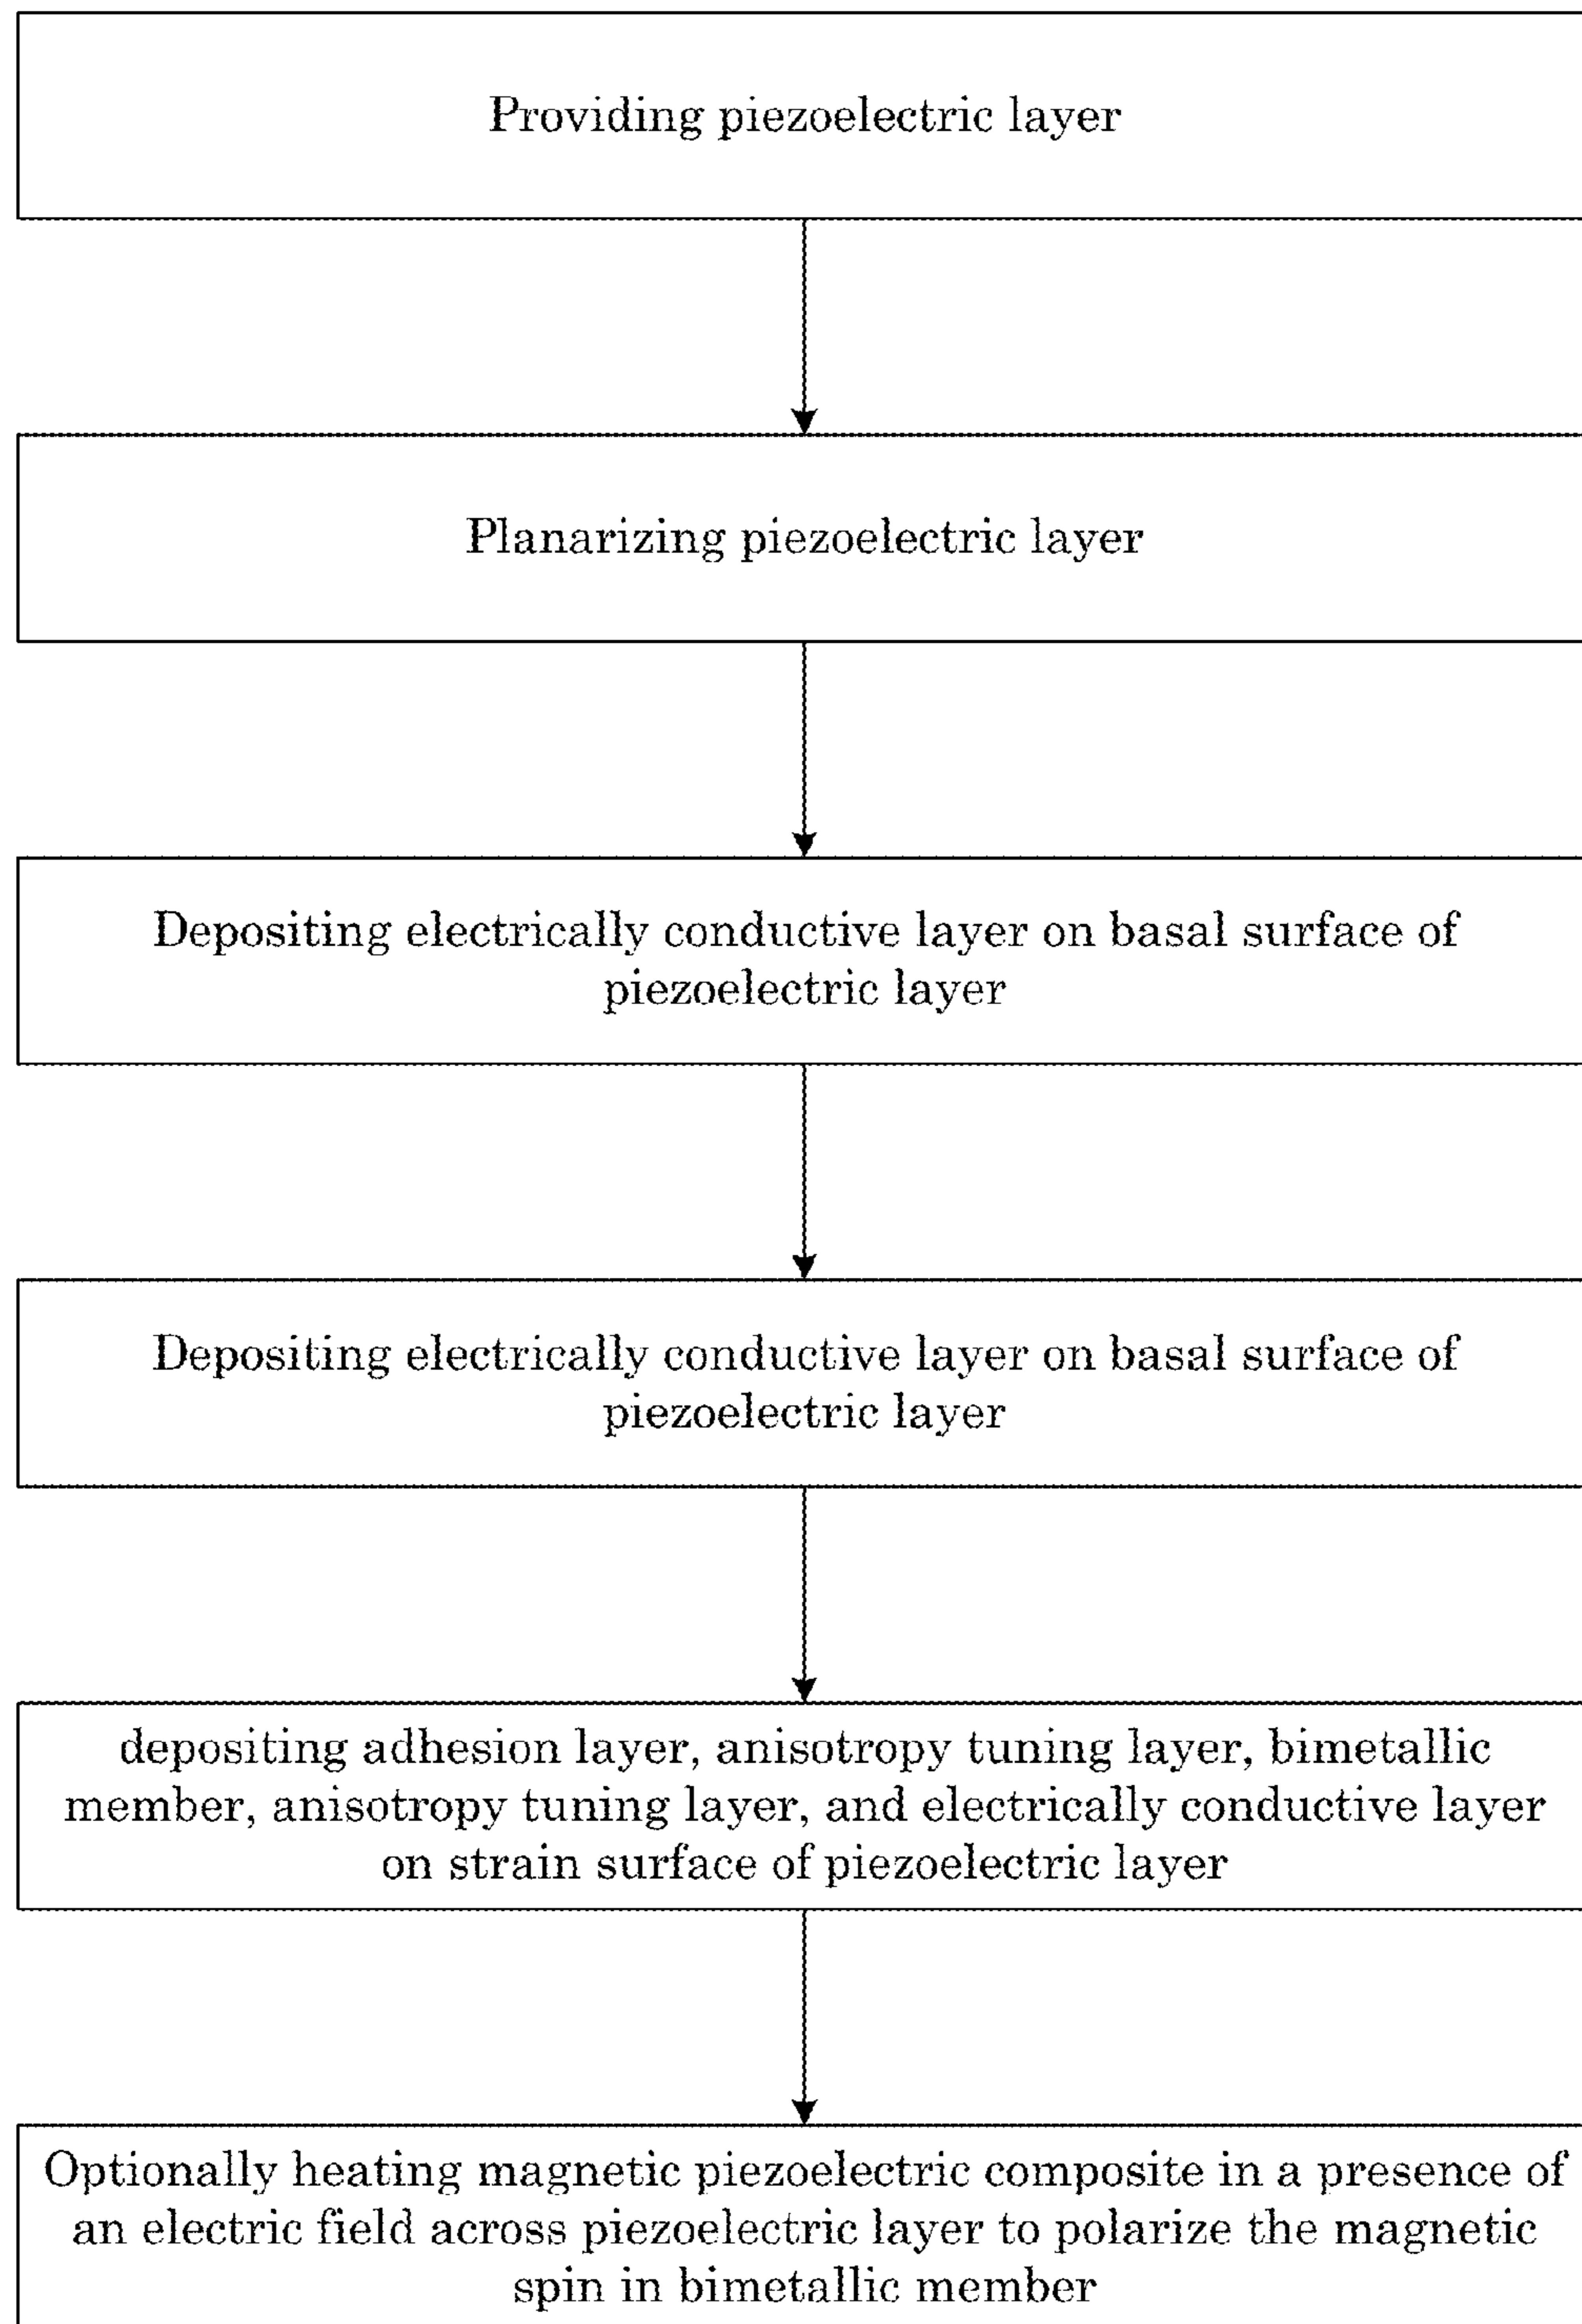 Providing piezoelectric layer
Planarizing piezoelectric layer
Depositing electrically conductive layer on basal surface of
piezoelectric layer
Depositing electrically conductive layer on basal surface of
piezoelectric layer
depositing adhesion layer, anisotropy tuning layer, bimetallic
member, anisotropy tuning layer, and electrically conductive layer
on strain surface of piezoelectric layer
Optionally heating magnetic piezoelectric composite in a presence of
an electric field across piezoelectric layer to polarize the magnetic
spin in bimetallic member